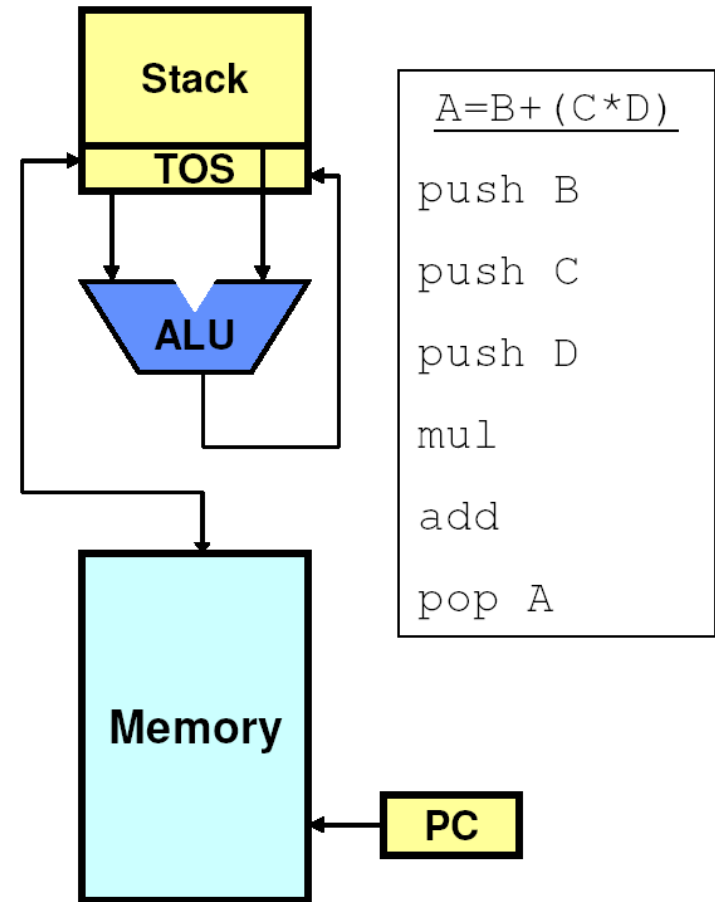 Stack
TOS
ALU
Memory
PC
A=B+(C*D)
push B
push C
push D
mul
add
pop A